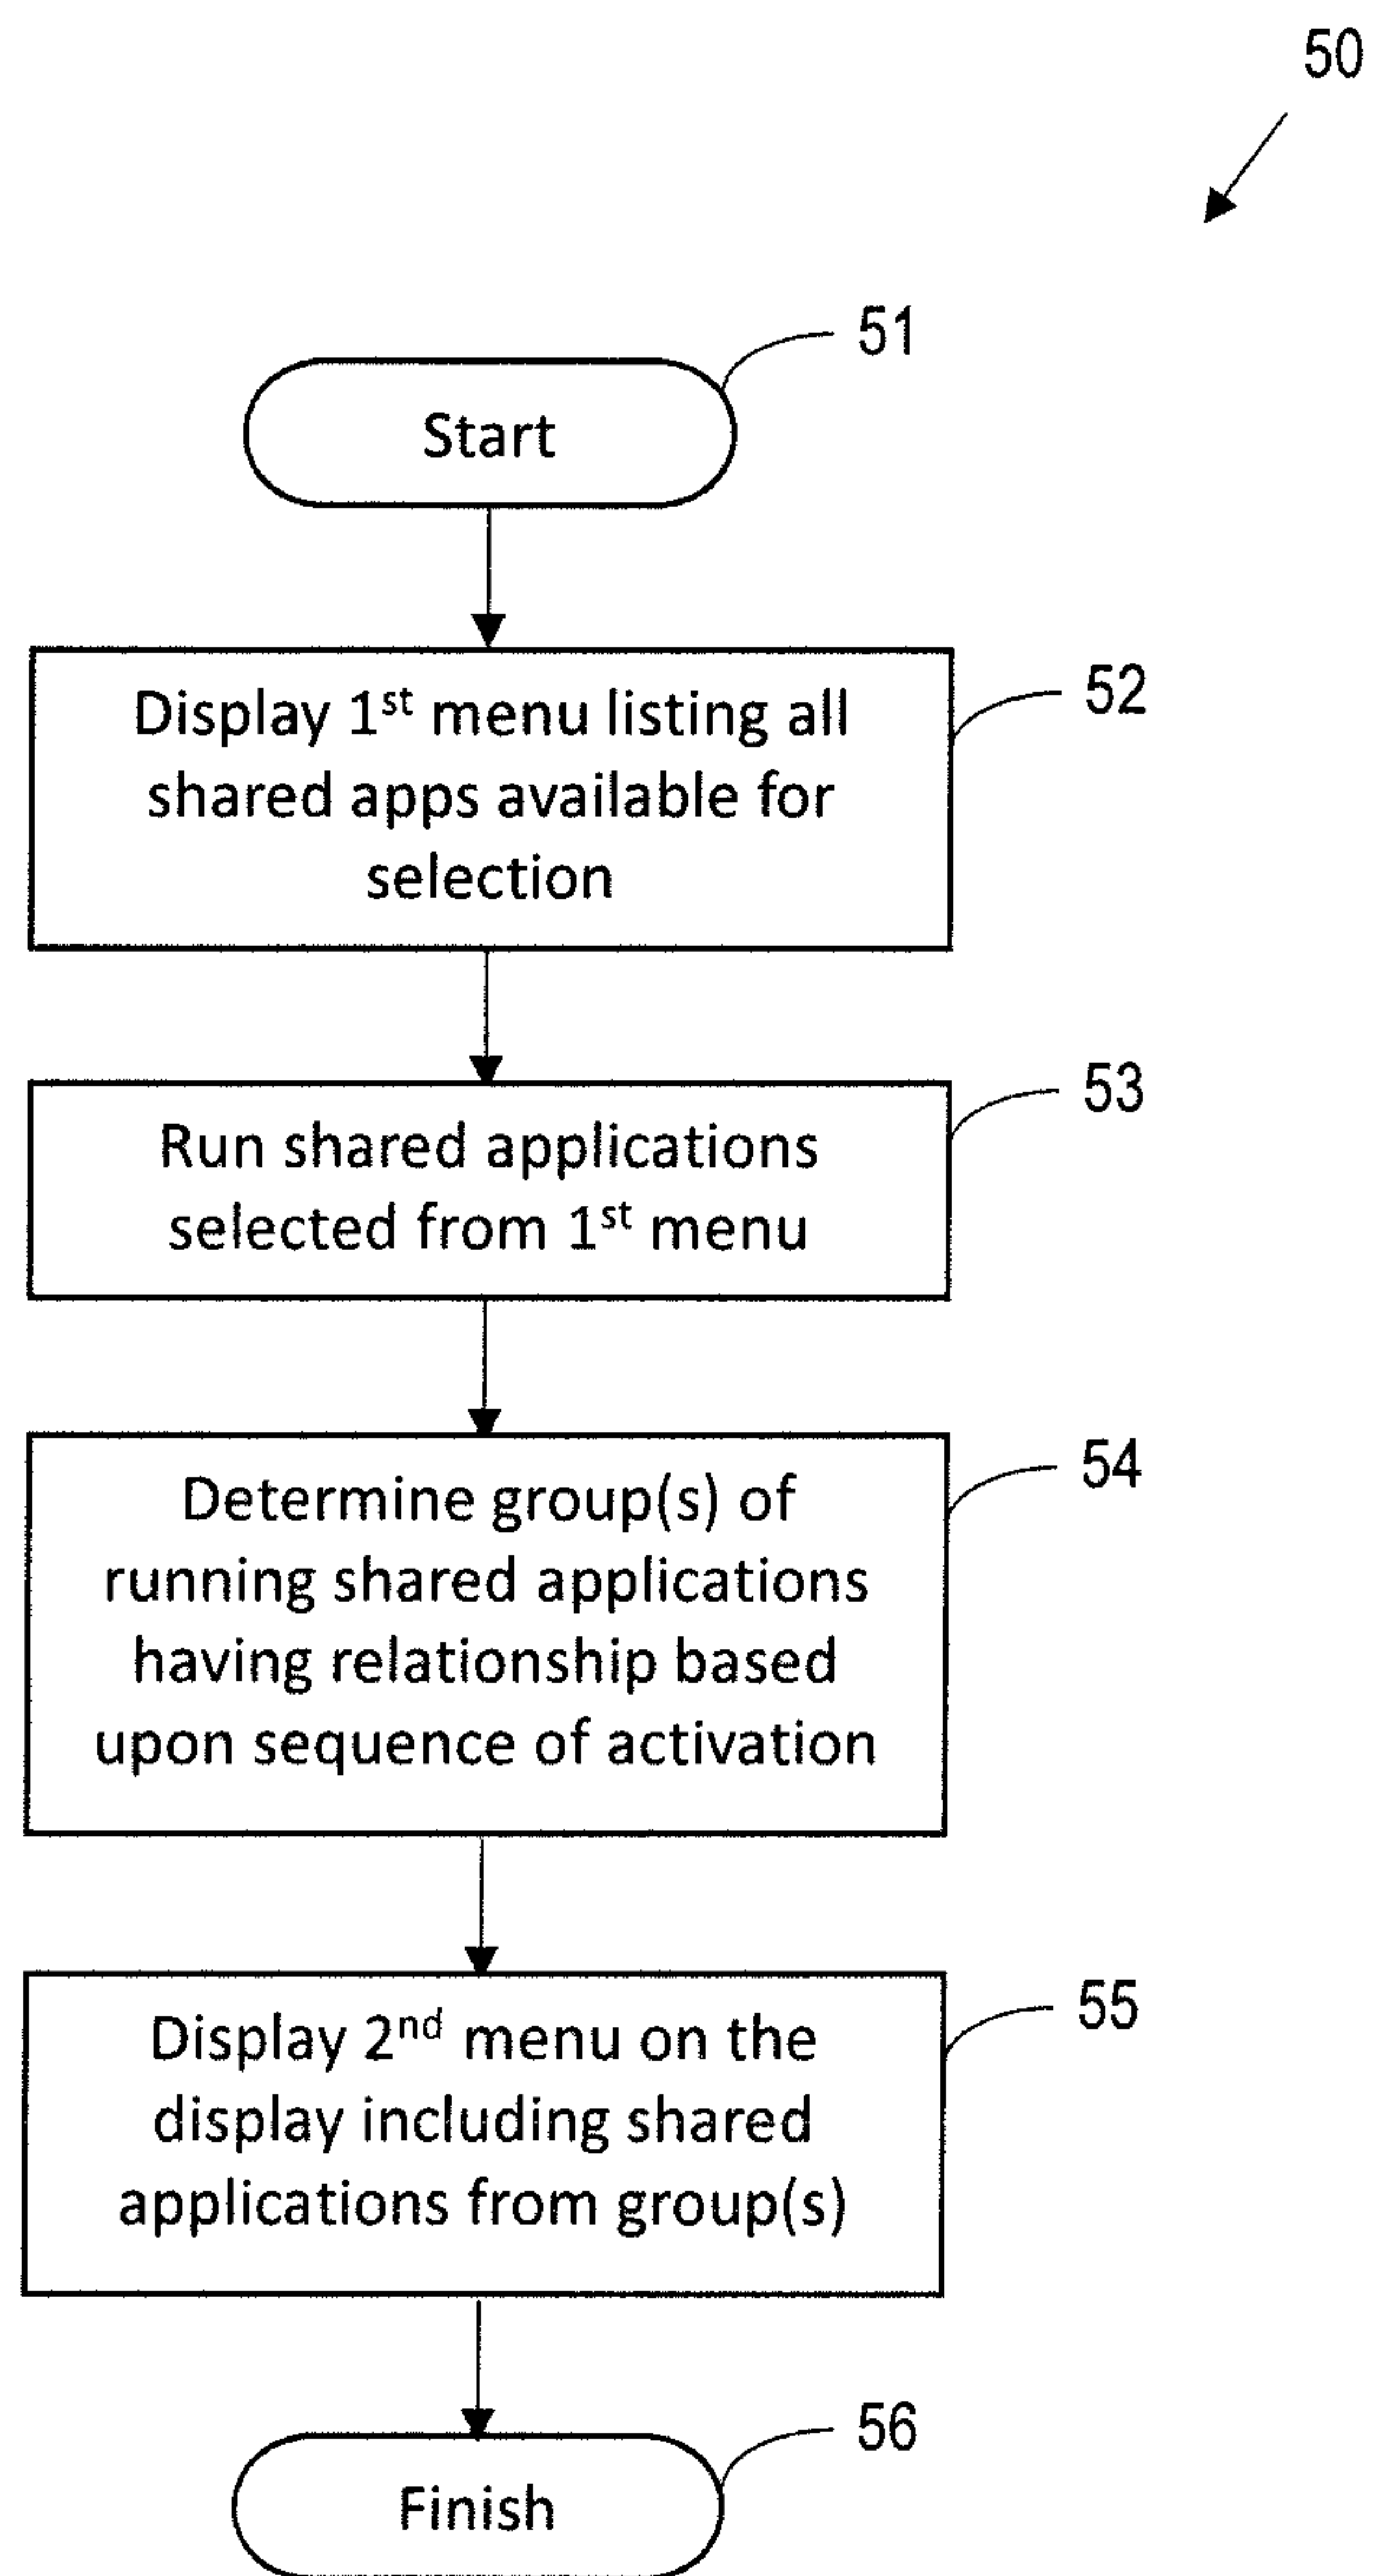 50
51
Start
52
Display 1st menu listing all
shared apps available for
selection
53
Run shared applications
selected from 1st menu
54
Determine group(s) of
running shared applications
having relationship based
upon sequence of activation
55
Display 2nd menu on the
display including shared
applications from group(s)
56
Finish